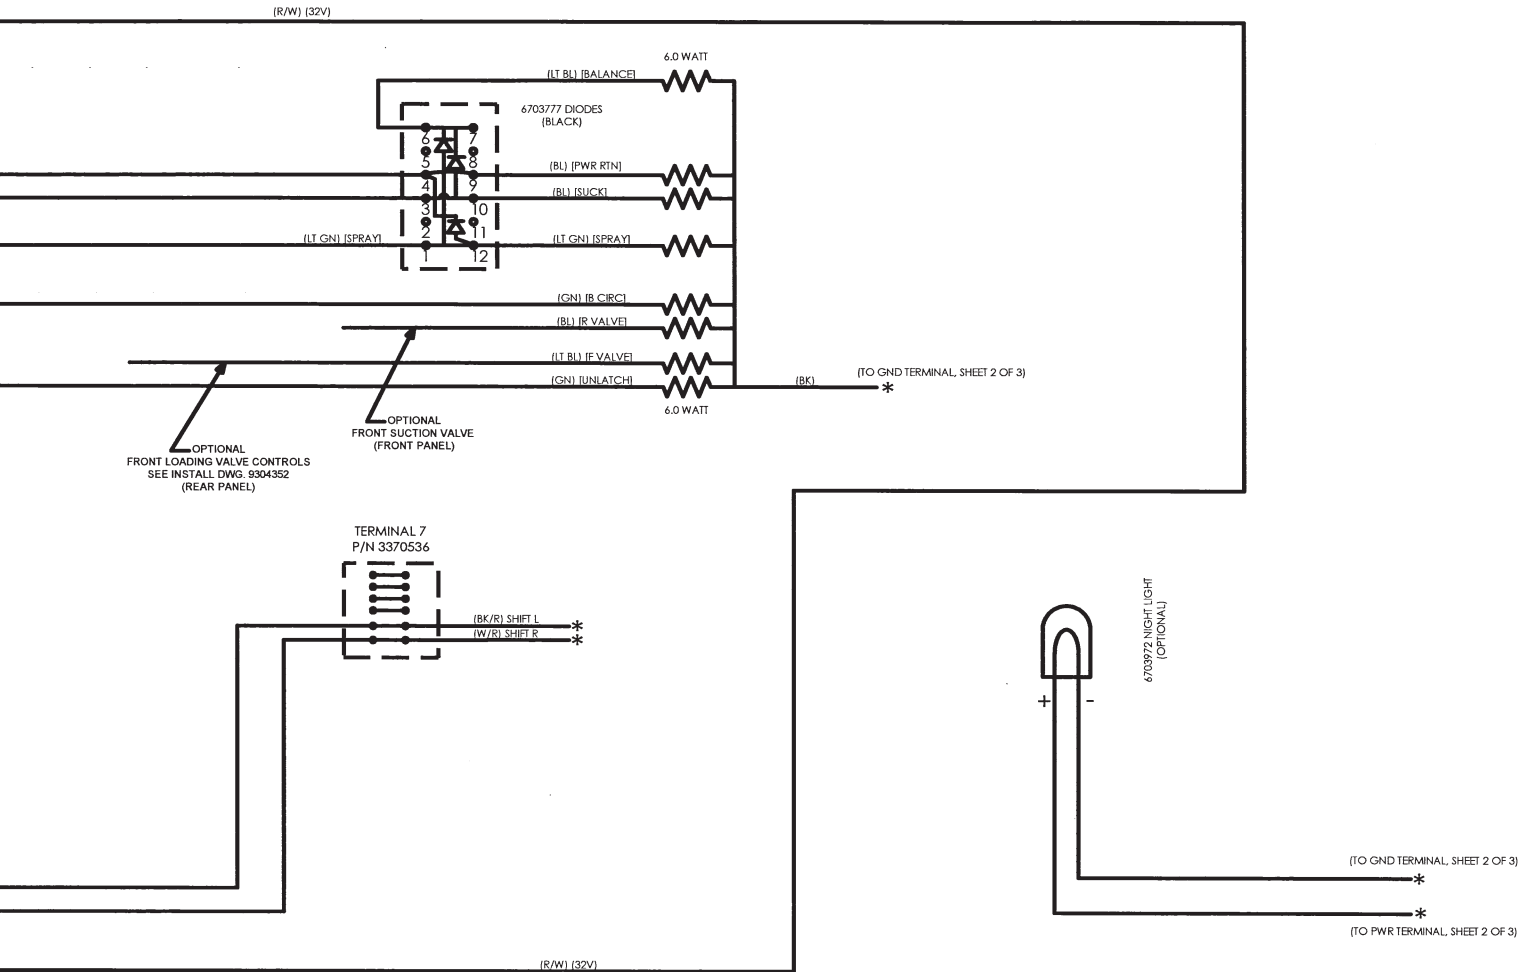 (R/W) (32V)
6.0 WATT
(LT BL) [BALANCE]
6703777 DIODES
(BLACK)
6 7
5 8
4 9
3 10
2 11
1 12
(BL) [PWR RTN]
(BL) [SUCK]
(LT GN) [SPRAY]
(LT GN) [SPRAY]
(GN) [B CIRC]
(BL) [R VALVE]
(LT BL) [F VALVE]
(GN) [UNLATCH]
6.0 WATT
(BK)
(TO GND TERMINAL, SHEET 2 OF 3)
*
OPTIONAL
FRONT SUCTION VALVE
(FRONT PANEL)
OPTIONAL
FRONT LOADING VALVE CONTROLS
SEE INSTALL DWG. 9304352
(REAR PANEL)
TERMINAL 7
P/N 3370536
(BK/R) SHIFT L *
(W/R) SHIFT R *
6703972 NIGHT LIGHT
(OPTIONAL)
+ -
(TO GND TERMINAL, SHEET 2 OF 3)
*
*
(TO PWR TERMINAL, SHEET 2 OF 3)
(R/W) (32V)